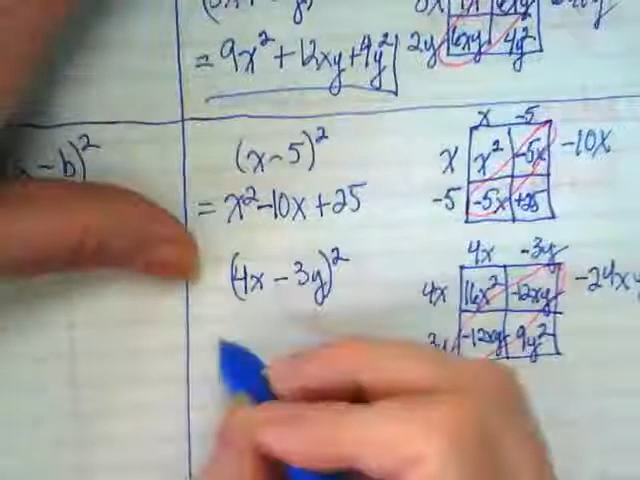 = 9x² + 12xy + 4y²
2y 6xy 4y²
- b)²
(x - 5)²
= x² - 10x + 25
x -5
x x² -5x -10x
-5 -5x +25
(4x - 3y)²
4x -3y
4x 16x² -12xy -24xy
-12xy 9y²